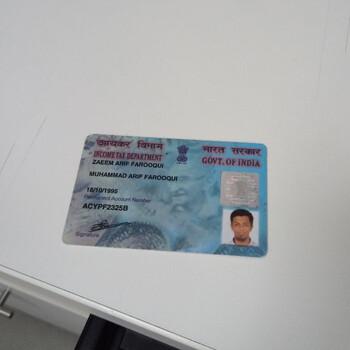 आयकर विभाग
INCOME TAX DEPARTMENT
भारत सरकार
GOVT. OF INDIA
ZAEEM ARIF FAROOQUI
MUHAMMAD ARIF FAROOQUI
18/10/1995
Permanent Account Number
ACYPF2325B
Signature